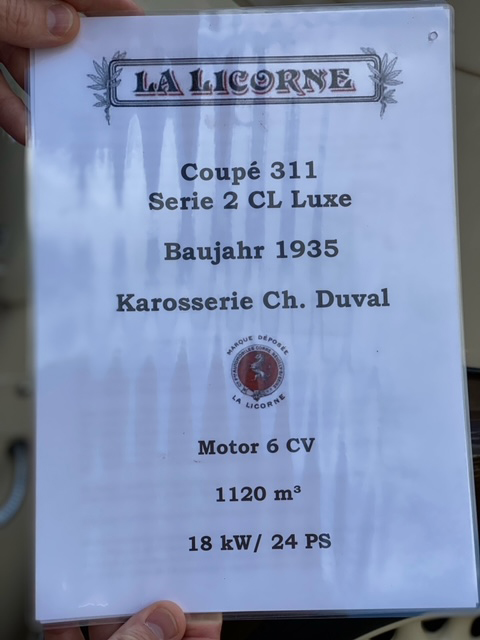 LA LICORNE
Coupé 311
Serie 2 CL Luxe
Baujahr 1935
Karosserie Ch. Duval
MARQUE DÉPOSÉE
LA LICORNE
Motor 6 CV
1120 m³
18 kW/ 24 PS